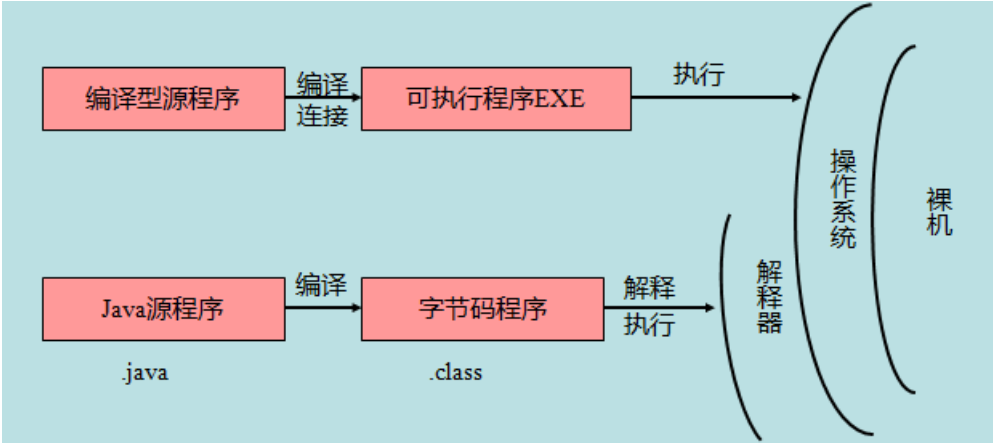 编译型源程序
编译
连接
可执行程序EXE
执行
操作系统
裸机
Java源程序
编译
字节码程序
解释
执行
解释器
.java
.class